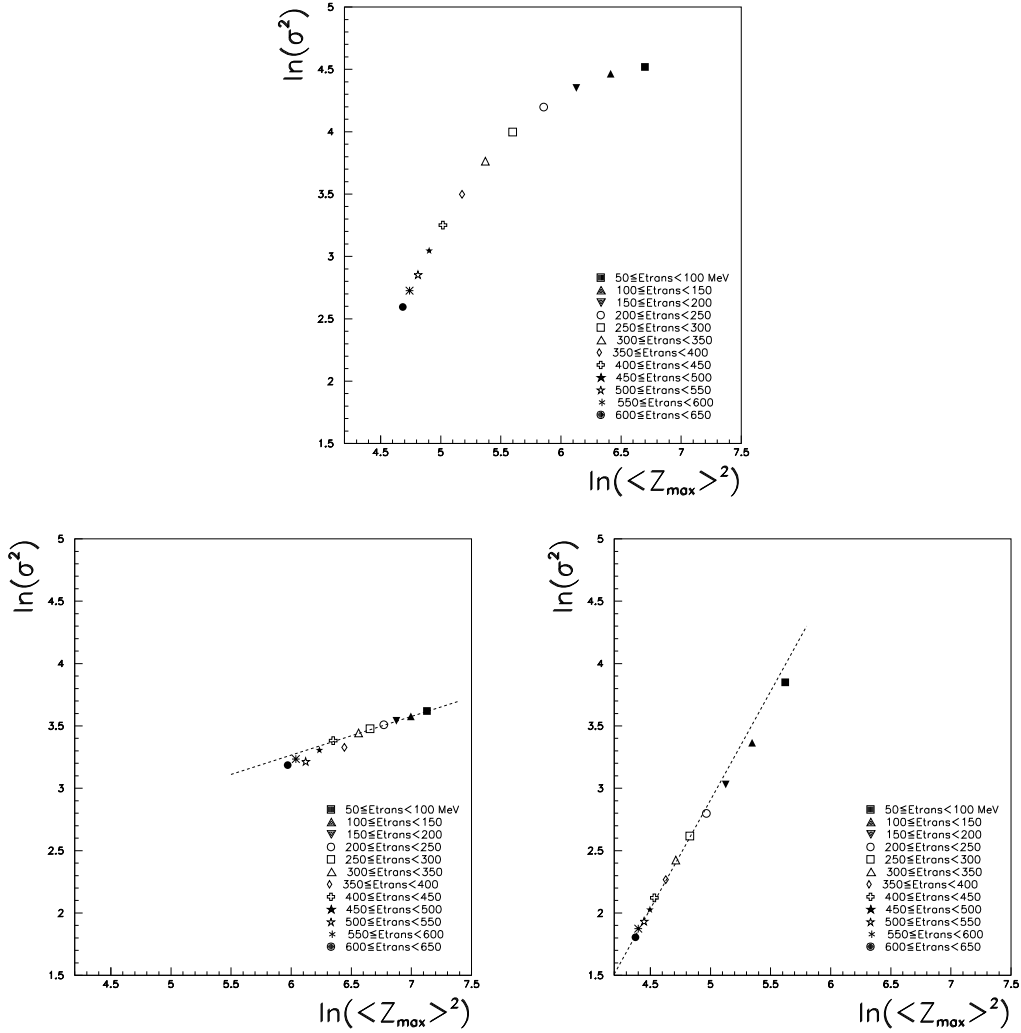 ln(σ²)
5
4.5
4
3.5
3
2.5
2
1.5
4.5 5 5.5 6 6.5 7 7.5
ln(<Zmax>²)
50≦Etrans<100 MeV
100≦Etrans<150
150≦Etrans<200
200≦Etrans<250
250≦Etrans<300
300≦Etrans<350
350≦Etrans<400
400≦Etrans<450
450≦Etrans<500
500≦Etrans<550
550≦Etrans<600
600≦Etrans<650
ln(σ²)
5
4.5
4
3.5
3
2.5
2
1.5
4.5 5 5.5 6 6.5 7 7.5
ln(<Zmax>²)
50≦Etrans<100 MeV
100≦Etrans<150
150≦Etrans<200
200≦Etrans<250
250≦Etrans<300
300≦Etrans<350
350≦Etrans<400
400≦Etrans<450
450≦Etrans<500
500≦Etrans<550
550≦Etrans<600
600≦Etrans<650
ln(σ²)
5
4.5
4
3.5
3
2.5
2
1.5
4.5 5 5.5 6 6.5 7 7.5
ln(<Zmax>²)
50≦Etrans<100 MeV
100≦Etrans<150
150≦Etrans<200
200≦Etrans<250
250≦Etrans<300
300≦Etrans<350
350≦Etrans<400
400≦Etrans<450
450≦Etrans<500
500≦Etrans<550
550≦Etrans<600
600≦Etrans<650